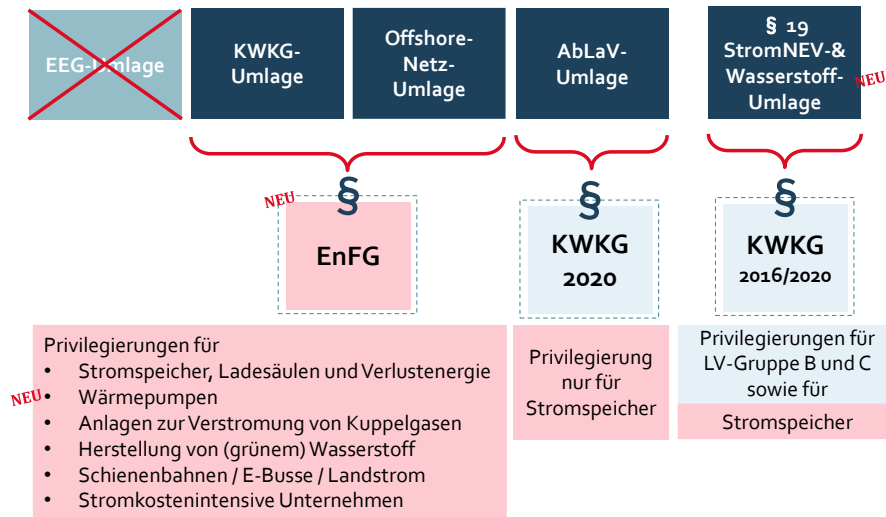 EEG-Umlage
KWKG-
Umlage
Offshore-
Netz-
Umlage
AbLaV-
Umlage
§ 19
StromNEV-&
Wasserstoff-
Umlage
NEU
§
NEU
EnFG
§
KWKG
2020
§
KWKG
2016/2020
Privilegierungen für
• Stromspeicher, Ladesäulen und Verlustenergie
NEU
• Wärmepumpen
• Anlagen zur Verstromung von Kuppelgasen
• Herstellung von (grünem) Wasserstoff
• Schienenbahnen / E-Busse / Landstrom
• Stromkostenintensive Unternehmen
Privilegierung
nur für
Stromspeicher
Privilegierungen für
LV-Gruppe B und C
sowie für
Stromspeicher